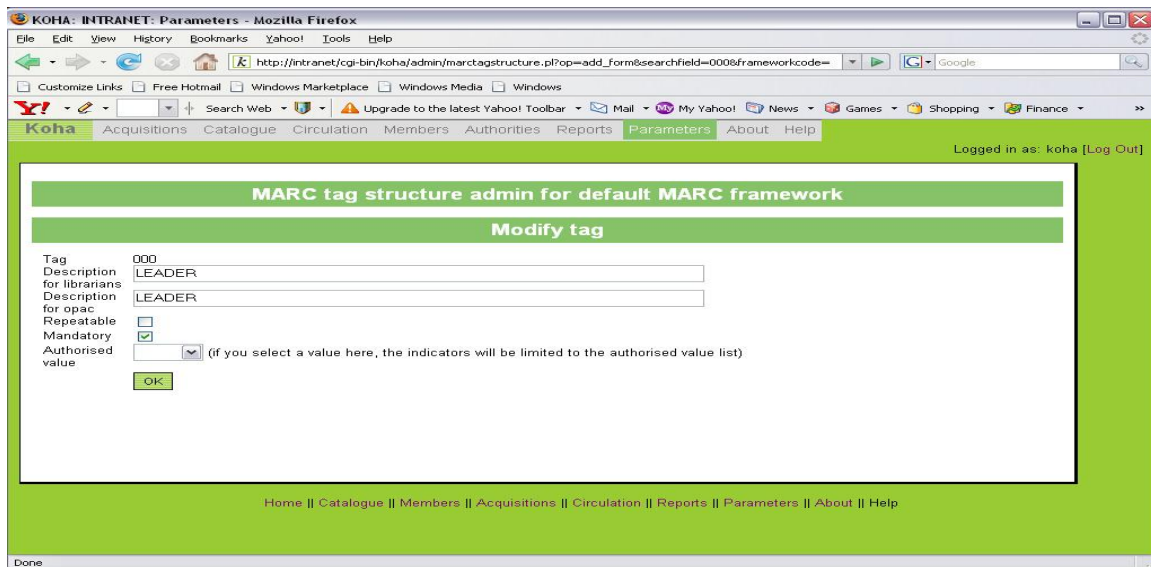 KOHA: INTRANET: Parameters - Mozilla Firefox
File Edit View History Bookmarks Yahoo! Tools Help
http://intranet/cgi-bin/koha/admin/marctagstructure.pl?op=add_form&searchfield=000&frameworkcode= Google
Customize Links Free Hotmail Windows Marketplace Windows Media Windows
Y! Search Web Upgrade to the latest Yahoo! Toolbar Mail My Yahoo! News Games Shopping Finance »
Koha Acquisitions Catalogue Circulation Members Authorities Reports Parameters About Help
Logged in as: koha [Log Out]
MARC tag structure admin for default MARC framework
Modify tag
Tag 000
Description for librarians LEADER
Description for opac LEADER
Repeatable
Mandatory
Authorised value (if you select a value here, the indicators will be limited to the authorised value list)
OK
Home || Catalogue || Members || Acquisitions || Circulation || Reports || Parameters || About || Help
Done